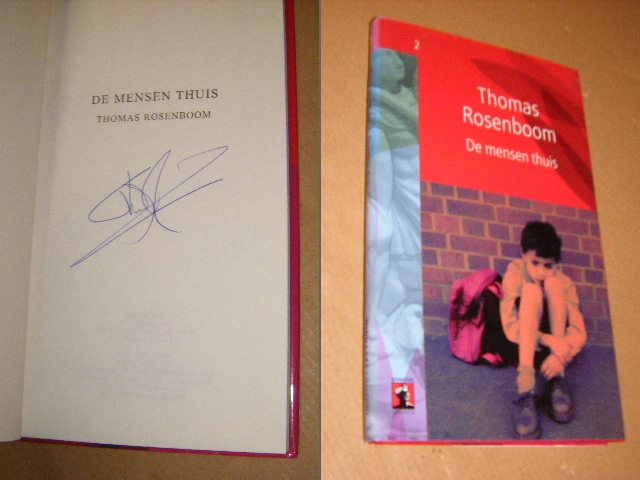 DE MENSEN THUIS
THOMAS ROSENBOOM
2
Thomas
Rosenboom
De mensen thuis